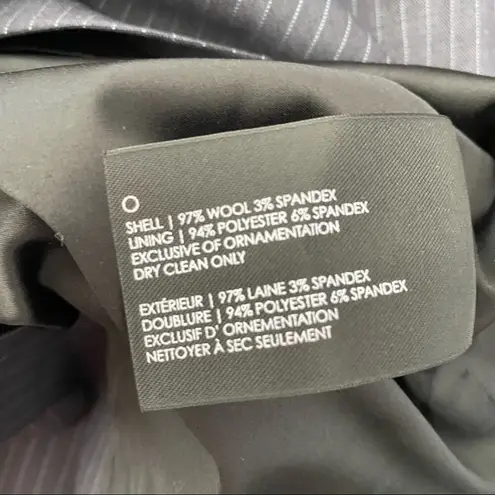 O
SHELL | 97% WOOL 3% SPANDEX
LINING | 94% POLYESTER 6% SPANDEX
EXCLUSIVE OF ORNAMENTATION
DRY CLEAN ONLY
EXTÉRIEUR | 97% LAINE 3% SPANDEX
DOUBLURE | 94% POLYESTER 6% SPANDEX
EXCLUSIF D' ORNEMENTATION
NETTOYER À SEC SEULEMENT